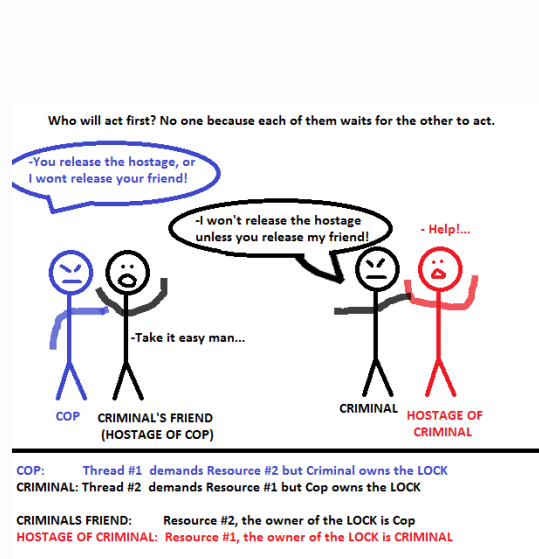 Who will act first? No one because each of them waits for the other to act.
-You release the hostage, or
I wont release your friend!
-I won't release the hostage
unless you release my friend!
- Help!...
-Take it easy man...
COP
CRIMINAL'S FRIEND
(HOSTAGE OF COP)
CRIMINAL
HOSTAGE OF
CRIMINAL
COP: Thread #1 demands Resource #2 but Criminal owns the LOCK
CRIMINAL: Thread #2 demands Resource #1 but Cop owns the LOCK
CRIMINALS FRIEND: Resource #2, the owner of the LOCK is Cop
HOSTAGE OF CRIMINAL: Resource #1, the owner of the LOCK is CRIMINAL